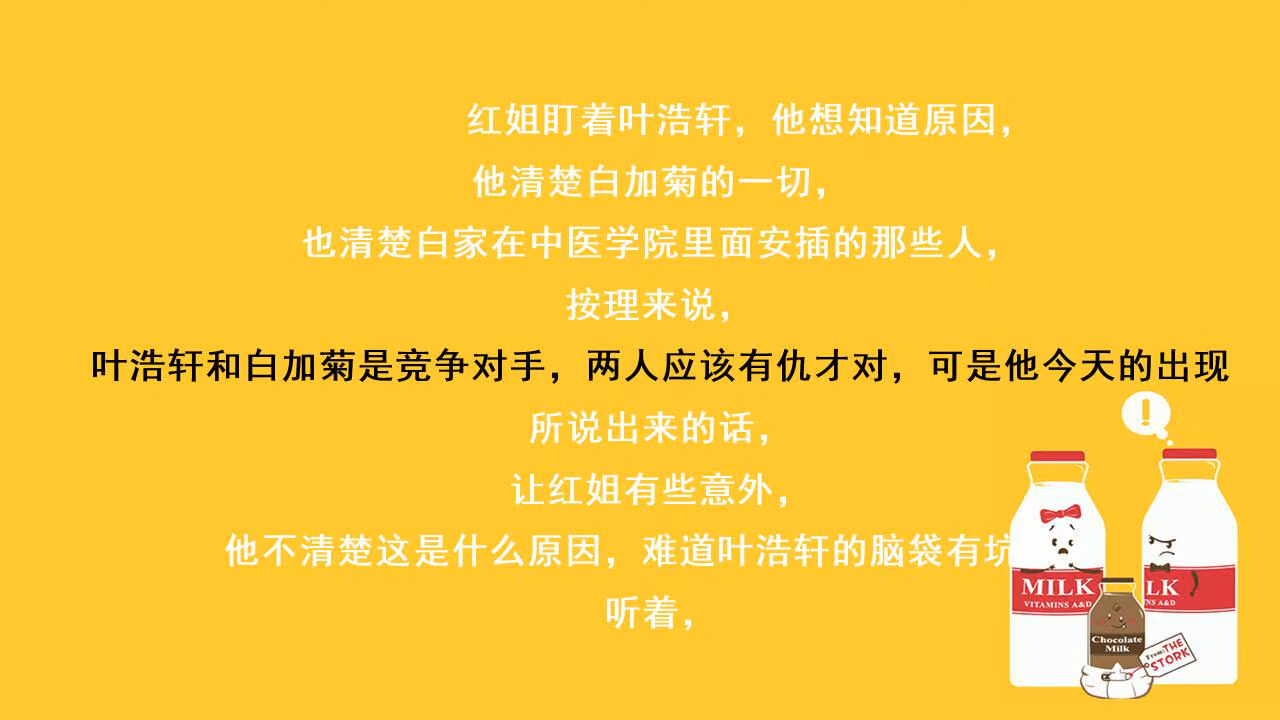 红姐盯着叶浩轩，他想知道原因，
他清楚白加菊的一切，
也清楚白家在中医学院里面安插的那些人，
按理来说，
叶浩轩和白加菊是竞争对手，两人应该有仇才对，可是他今天的出现
所说出来的话，
让红姐有些意外，
他不清楚这是什么原因，难道叶浩轩的脑袋有坑
听着，
!
MILK
VITAMINS A&D
LK
NS A&D
Chocolate
Milk
From: THE
STORK